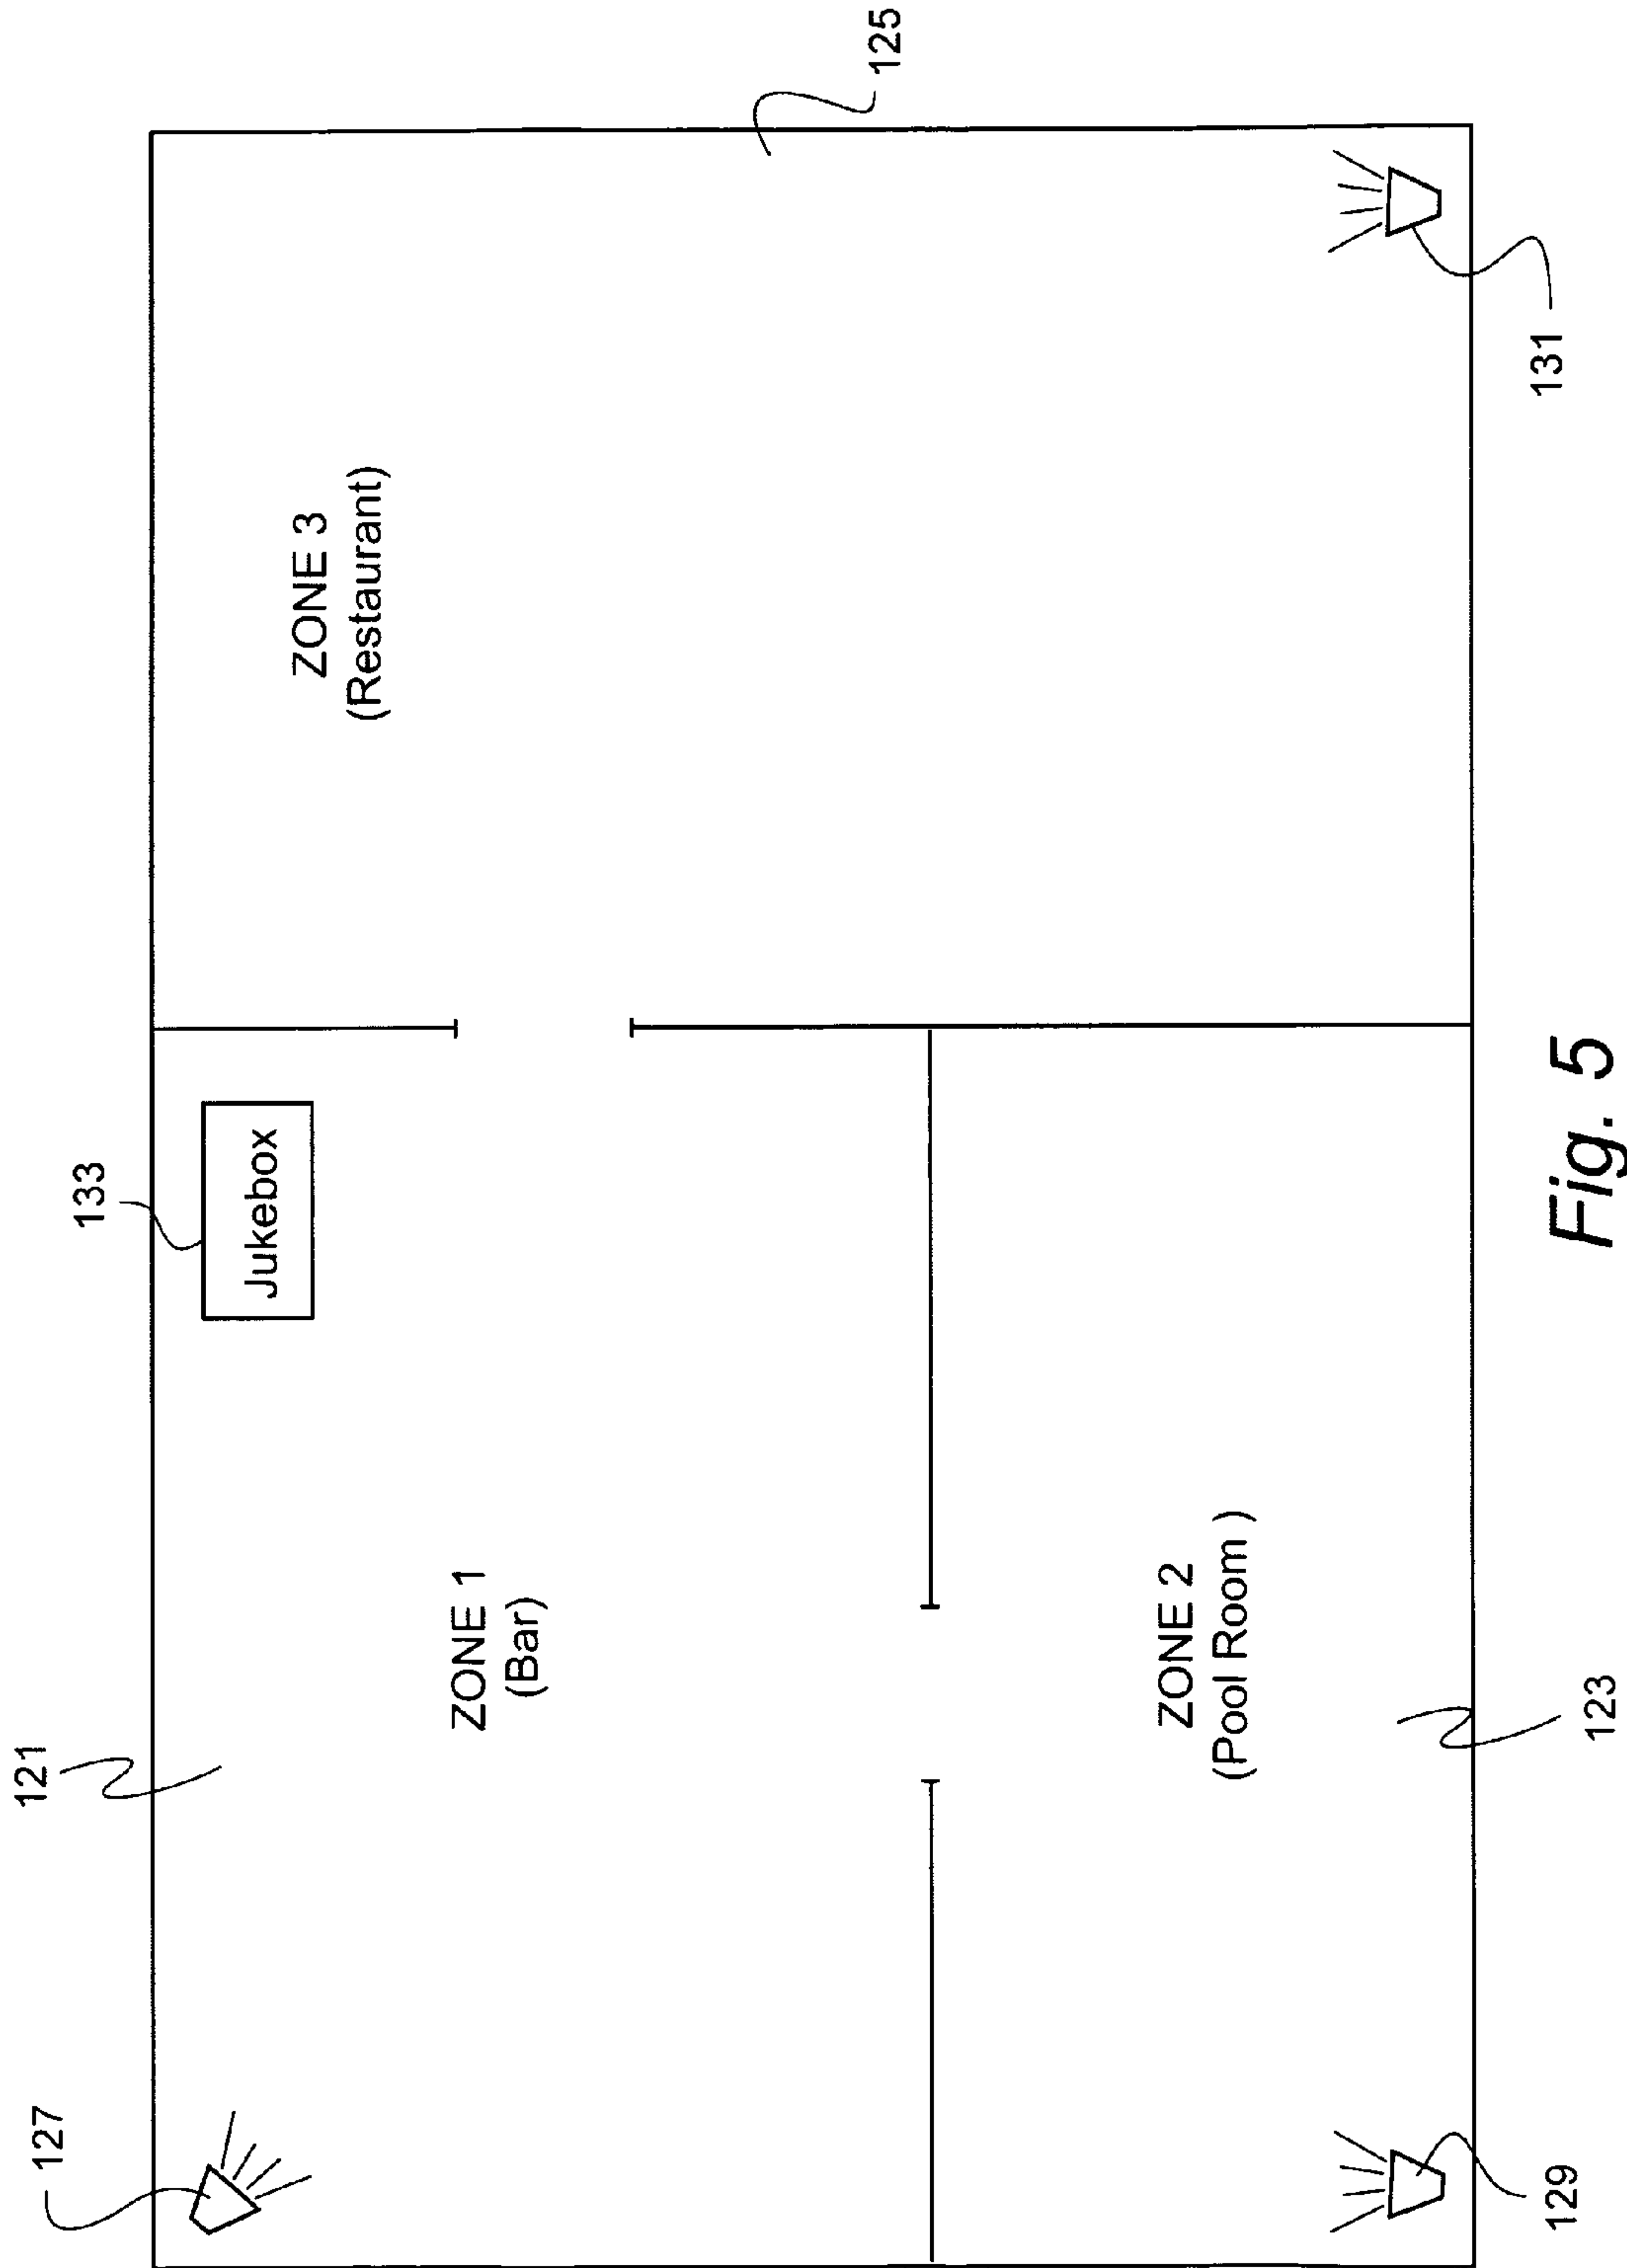 127
121
133
Jukebox
ZONE 3
(Restaurant)
ZONE 1
(Bar)
125
ZONE 2
(Pool Room )
129
123
131
Fig. 5